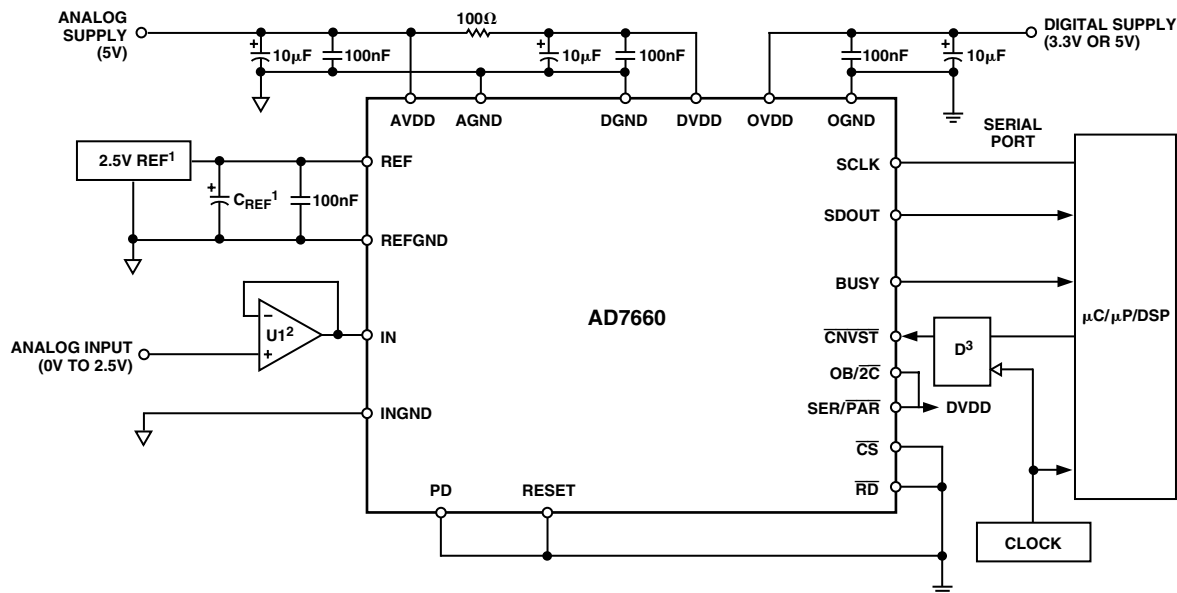 ANALOG
SUPPLY
(5V)
100Ω
DIGITAL SUPPLY
(3.3V OR 5V)
+
10µF
100nF
+
10µF
100nF
100nF
+
10µF
AVDD
AGND
DGND
DVDD
OVDD
OGND
SERIAL
PORT
2.5V REF¹
REF
SCLK
+
C_REF¹
100nF
SDOUT
REFGND
BUSY
AD7660
µC/µP/DSP
−
U1²
+
IN
CNVST
D³
ANALOG INPUT
(0V TO 2.5V)
OB/2C
SER/PAR
DVDD
INGND
CS
RD
PD
RESET
CLOCK